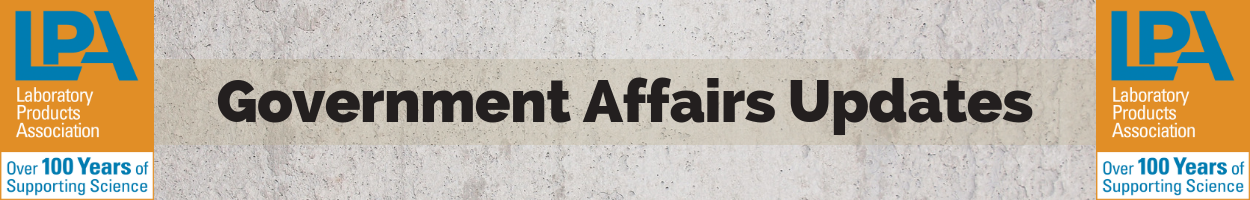 LPA
Laboratory
Products
Association
Over 100 Years of
Supporting Science
Government Affairs Updates
LPA
Laboratory
Products
Association
Over 100 Years of
Supporting Science